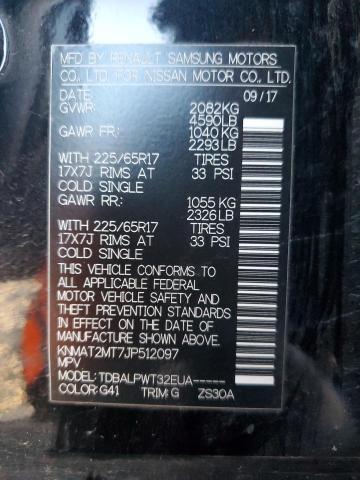 MFD BY RENAULT SAMSUNG MOTORS
CO., LTD. FOR NISSAN MOTOR CO., LTD.
DATE 09/17
GVWR: 2082KG
4590LB
GAWR FR: 1040 KG
2293LB
WITH 225/65R17 TIRES
17X7J RIMS AT 33 PSI
COLD SINGLE
GAWR RR: 1055 KG
2326LB
WITH 225/65R17 TIRES
17X7J RIMS AT 33 PSI
COLD SINGLE
THIS VEHICLE CONFORMS TO
ALL APPLICABLE FEDERAL
MOTOR VEHICLE SAFETY AND
THEFT PREVENTION STANDARDS
IN EFFECT ON THE DATE OF
MANUFACTURE SHOWN ABOVE.
KNMAT2MT7JP512097
MPV
MODEL: TDBALPWT32EUA-----
COLOR: G41 TRIM: G ZS30A